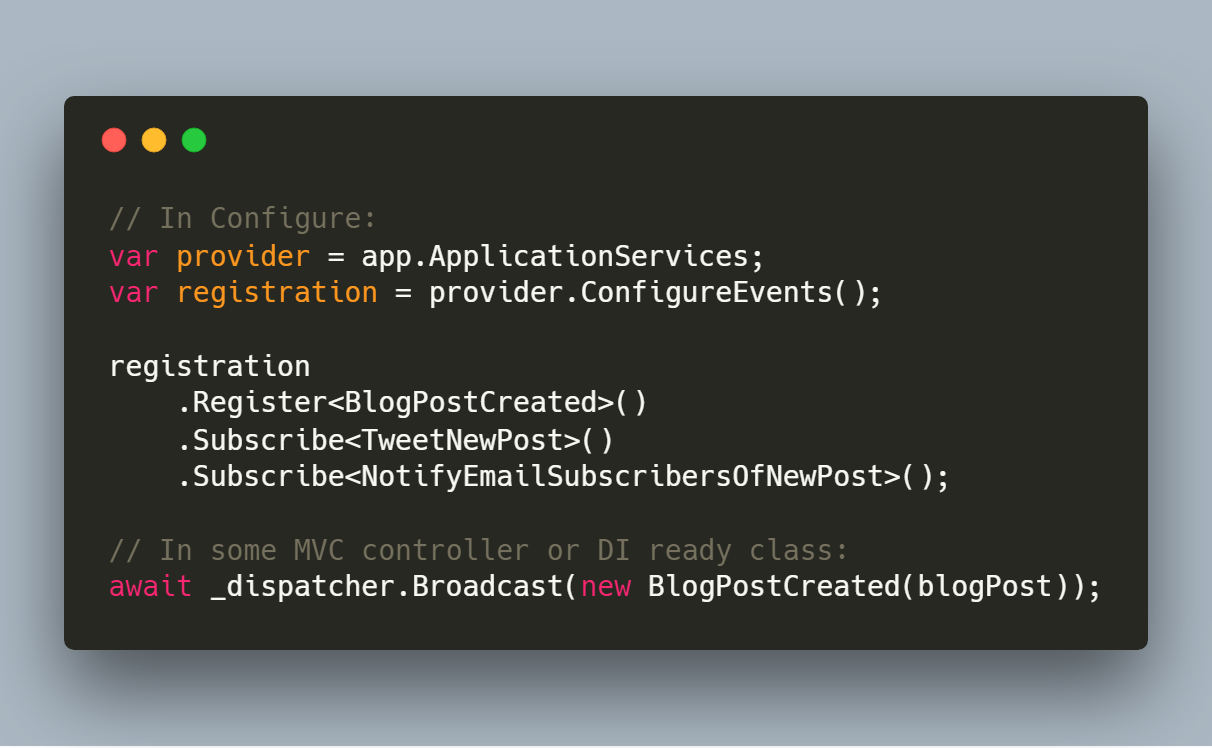 // In Configure:
var provider = app.ApplicationServices;
var registration = provider.ConfigureEvents();

registration
    .Register<BlogPostCreated>()
    .Subscribe<TweetNewPost>()
    .Subscribe<NotifyEmailSubscribersOfNewPost>();

// In some MVC controller or DI ready class:
await _dispatcher.Broadcast(new BlogPostCreated(blogPost));